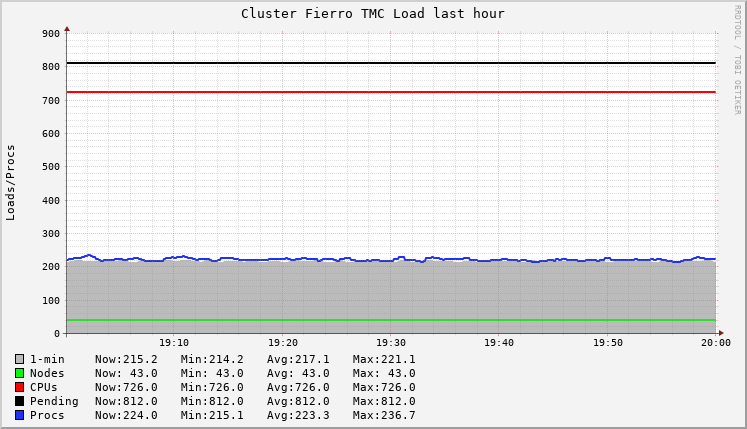 Cluster Fierro TMC Load last hour
RRDTOOL / TOBI OETIKER
Loads/Procs
900
800
700
600
500
400
300
200
100
0
19:10 19:20 19:30 19:40 19:50 20:00
1-min Now:215.2 Min:214.2 Avg:217.1 Max:221.1
Nodes Now: 43.0 Min: 43.0 Avg: 43.0 Max: 43.0
CPUs Now:726.0 Min:726.0 Avg:726.0 Max:726.0
Pending Now:812.0 Min:812.0 Avg:812.0 Max:812.0
Procs Now:224.0 Min:215.1 Avg:223.3 Max:236.7